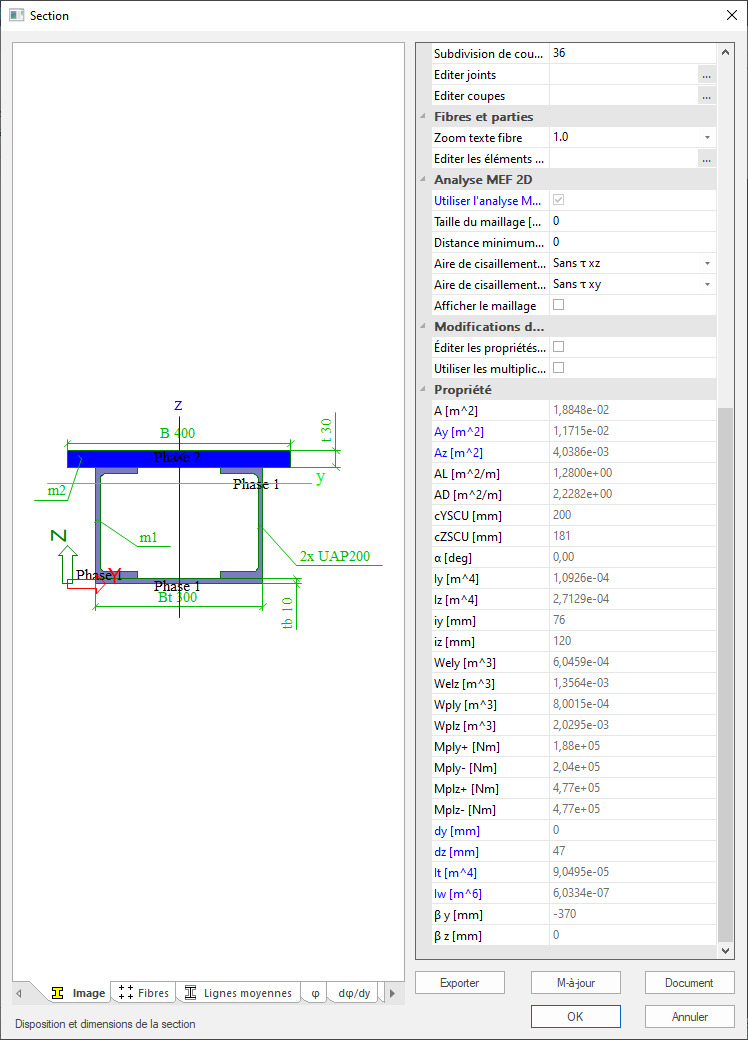 Section
Z
B 400
t 30
Phase 2
y
m2
Phase 1
m1
Z
2x UAP200
Phase 1
Y
Phase 1
Bt 300
tb 10
Subdivision de cou... 36
Editer joints ...
Editer coupes ...
Fibres et parties
Zoom texte fibre 1.0
Editer les éléments ... ...
Analyse MEF 2D
Utiliser l'analyse M...
Taille du maillage [... 0
Distance minimum... 0
Aire de cisaillement... Sans τ xz
Aire de cisaillement... Sans τ xy
Afficher le maillage
Modifications d...
Éditer les propriétés...
Utiliser les multiplic...
Propriété
A [m^2] 1,8848e-02
Ay [m^2] 1,1715e-02
Az [m^2] 4,0386e-03
AL [m^2/m] 1,2800e+00
AD [m^2/m] 2,2282e+00
cYSCU [mm] 200
cZSCU [mm] 181
α [deg] 0,00
Iy [m^4] 1,0926e-04
Iz [m^4] 2,7129e-04
iy [mm] 76
iz [mm] 120
Wely [m^3] 6,0459e-04
Welz [m^3] 1,3564e-03
Wply [m^3] 8,0015e-04
Wplz [m^3] 2,0295e-03
Mply+ [Nm] 1,88e+05
Mply- [Nm] 2,04e+05
Mplz+ [Nm] 4,77e+05
Mplz- [Nm] 4,77e+05
dy [mm] 0
dz [mm] 47
It [m^4] 9,0495e-05
Iw [m^6] 6,0334e-07
β y [mm] -370
β z [mm] 0
Image Fibres Lignes moyennes φ dφ/dy
Exporter M-à-jour Document
Disposition et dimensions de la section
OK Annuler